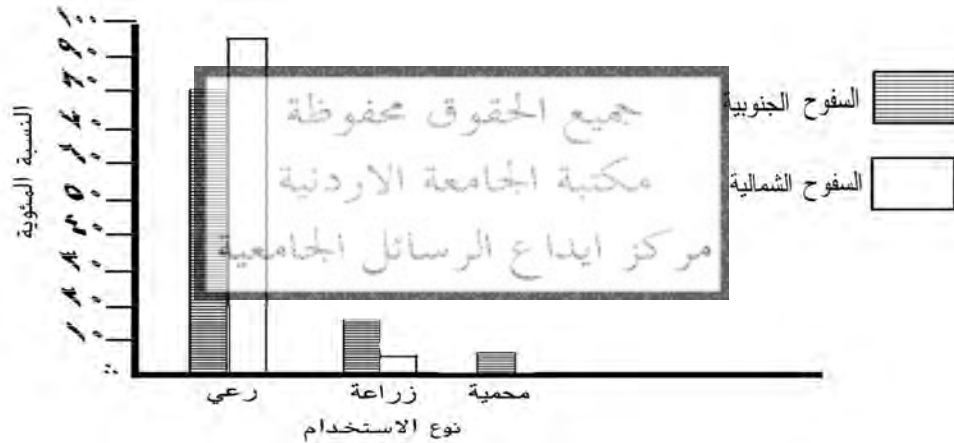 جميع الحقوق محفوظة
مكتبة الجامعة الاردنية
مركز ايداع الرسائل الجامعية
السفوح الجنوبية
السفوح الشمالية
النسبة المئوية
رعي
زراعة
محمية
نوع الاستخدام